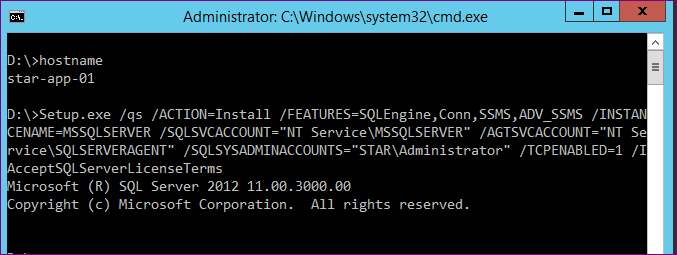 Administrator: C:\Windows\system32\cmd.exe
D:\>hostname
star-app-01
D:\>Setup.exe /qs /ACTION=Install /FEATURES=SQLEngine,Conn,SSMS,ADV_SSMS /INSTAN
CENAME=MSSQLSERVER /SQLSVCACCOUNT="NT Service\MSSQLSERVER" /AGTSVCACCOUNT="NT Se
rvice\SQLSERVERAGENT" /SQLSYSADMINACCOUNTS="STAR\Administrator" /TCPENABLED=1 /I
AcceptSQLServerLicenseTerms
Microsoft (R) SQL Server 2012 11.00.3000.00
Copyright (c) Microsoft Corporation.  All rights reserved.